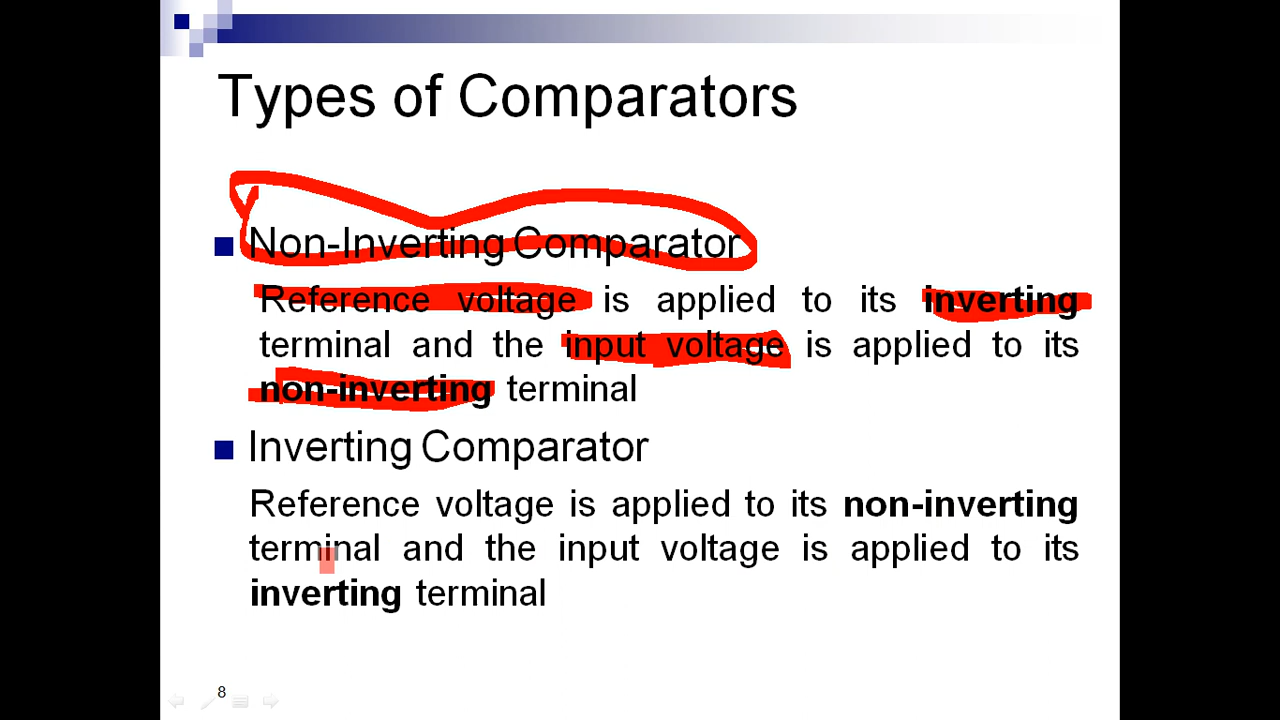 Types of Comparators
Non-Inverting Comparator
Reference voltage is applied to its inverting
terminal and the input voltage is applied to its
non-inverting terminal
Inverting Comparator
Reference voltage is applied to its non-inverting
terminal and the input voltage is applied to its
inverting terminal
8